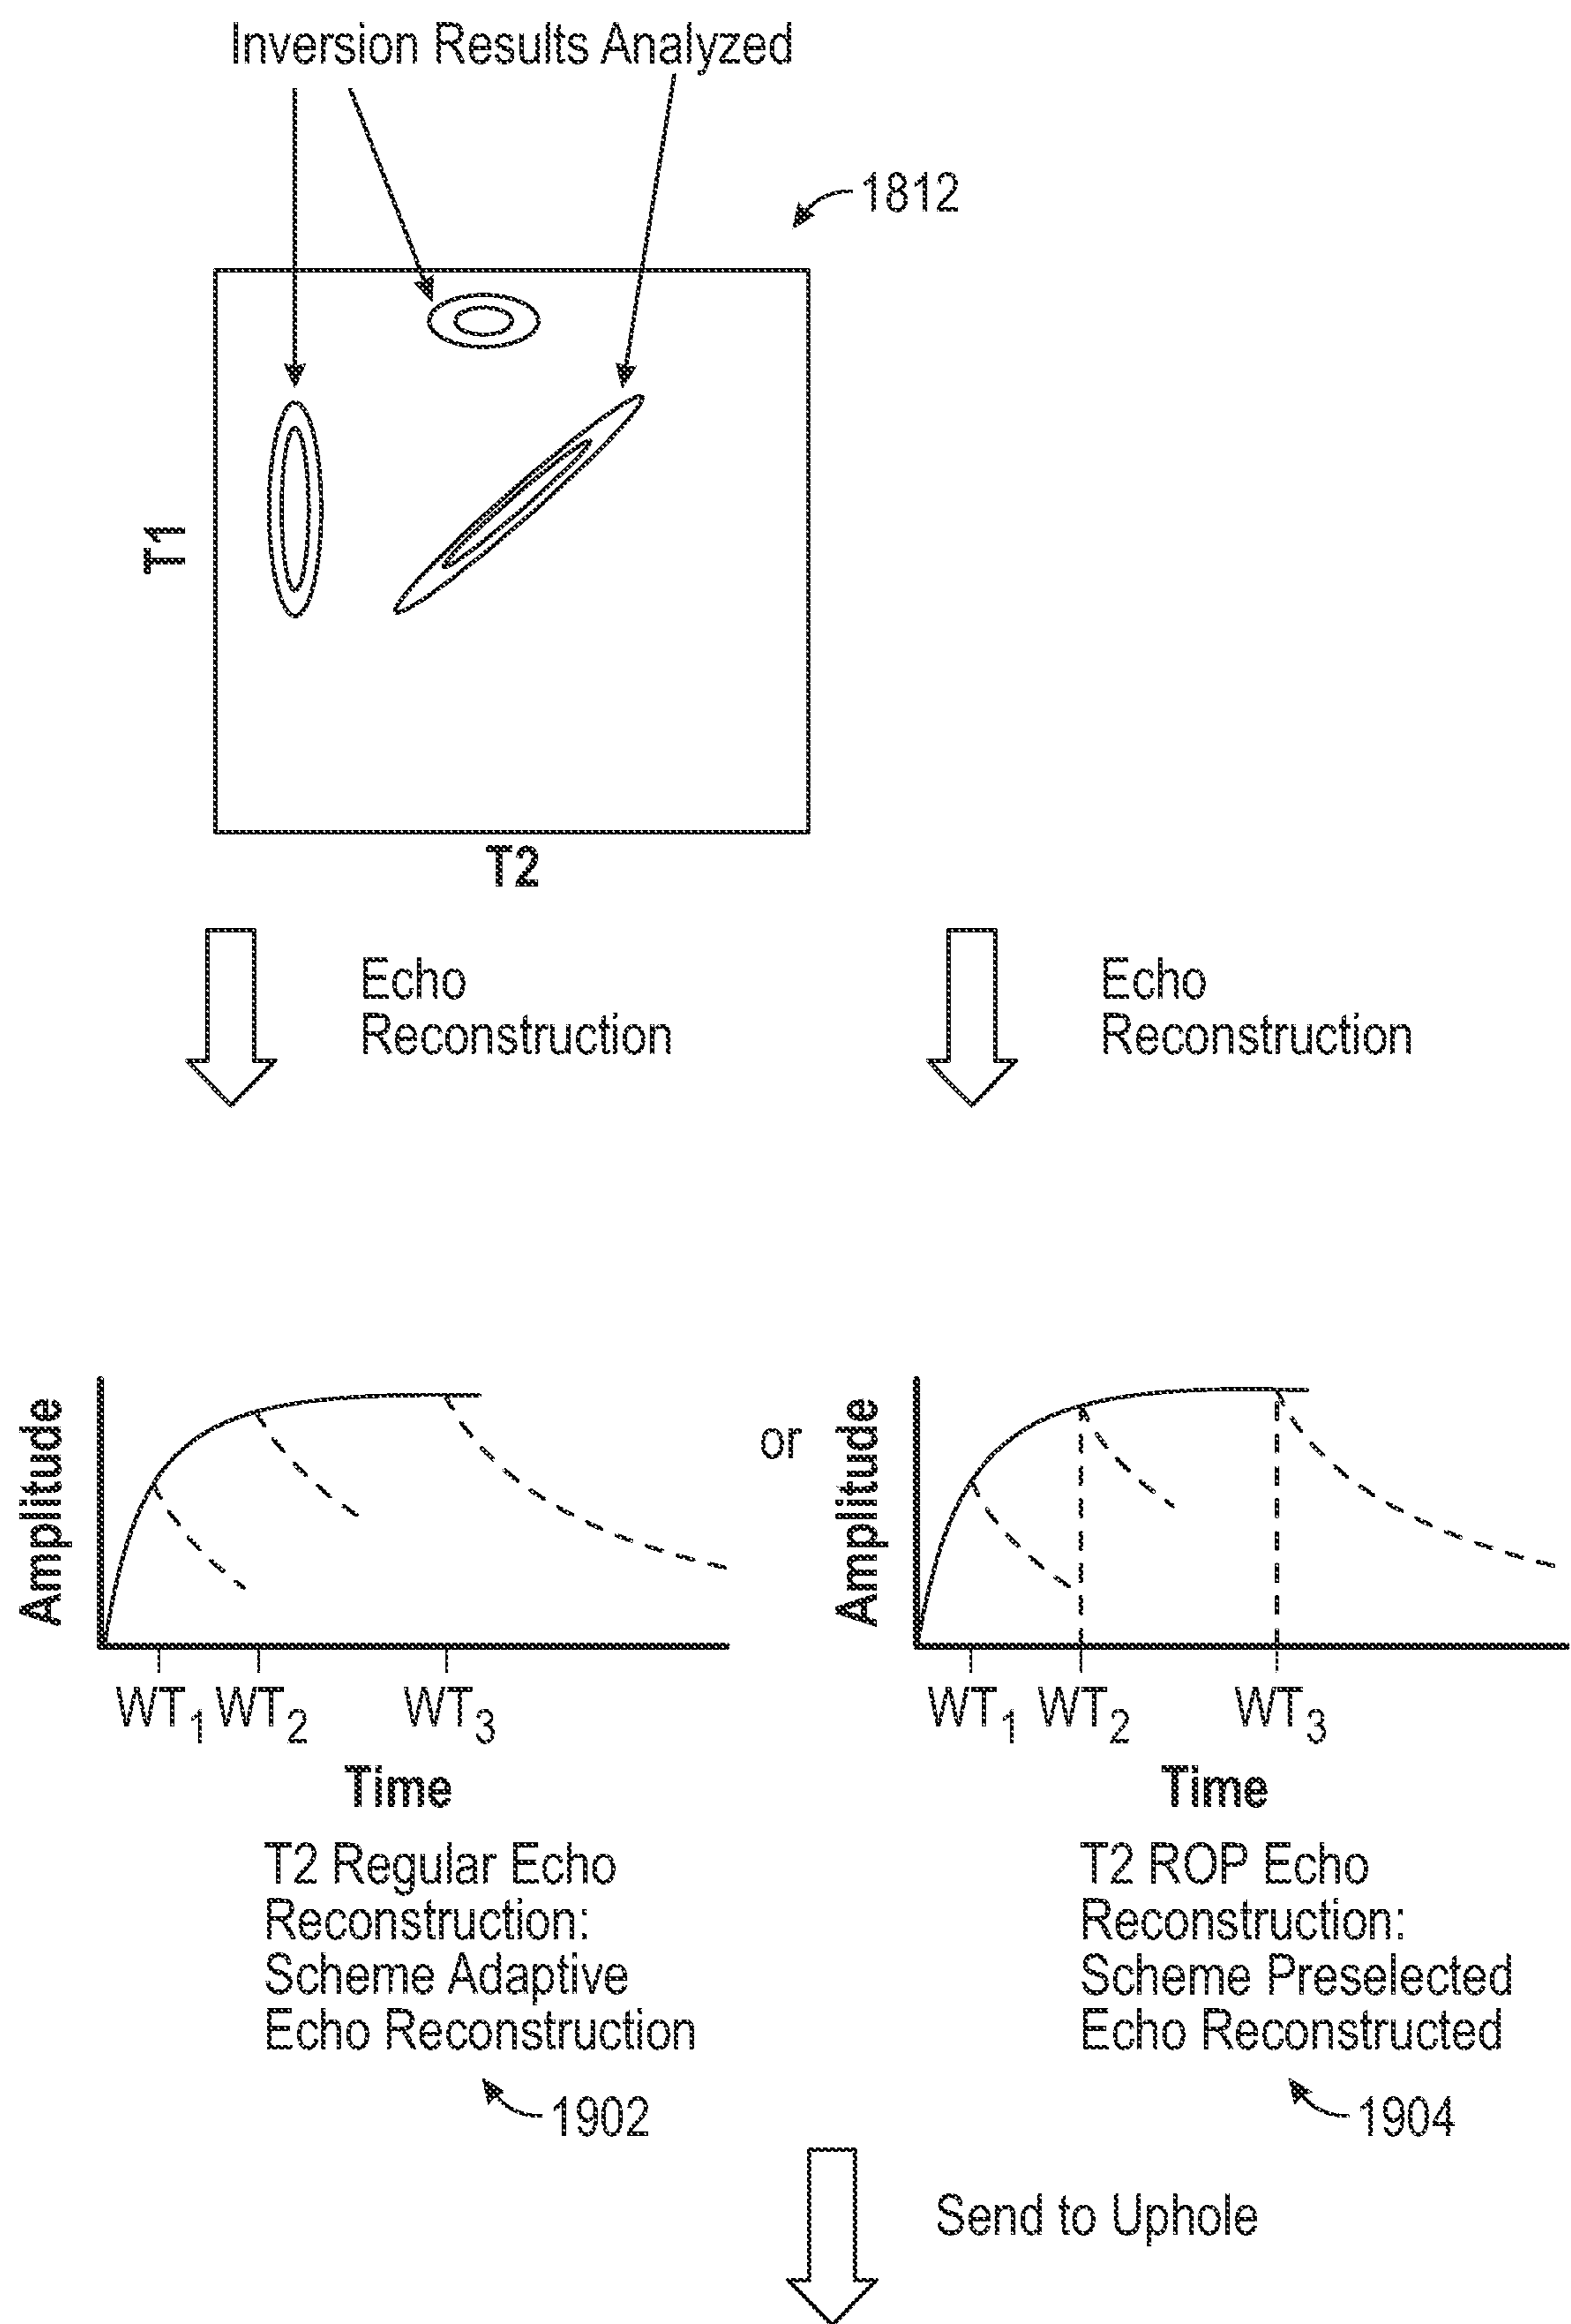 Inversion Results Analyzed
1812
T1
T2
Echo
Reconstruction
Echo
Reconstruction
Amplitude
WT1 WT2 WT3
Time
or
Amplitude
WT1 WT2 WT3
Time
T2 Regular Echo
Reconstruction:
Scheme Adaptive
Echo Reconstruction
1902
T2 ROP Echo
Reconstruction:
Scheme Preselected
Echo Reconstructed
1904
Send to Uphole